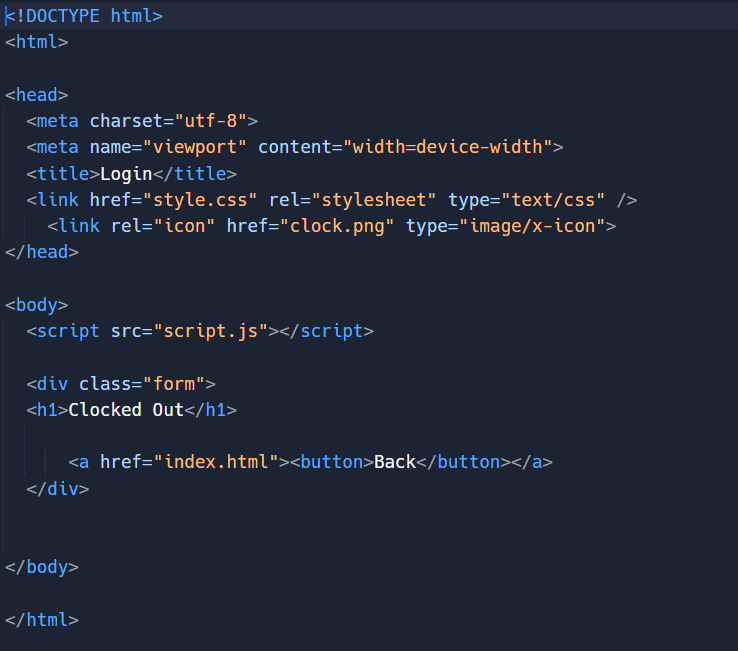 <!DOCTYPE html>
<html>
<head>
<meta charset="utf-8">
<meta name="viewport" content="width=device-width">
<title>Login</title>
<link href="style.css" rel="stylesheet" type="text/css" />
<link rel="icon" href="clock.png" type="image/x-icon">
</head>
<body>
<script src="script.js"></script>
<div class="form">
<h1>Clocked Out</h1>
<a href="index.html"><button>Back</button></a>
</div>
</body>
</html>